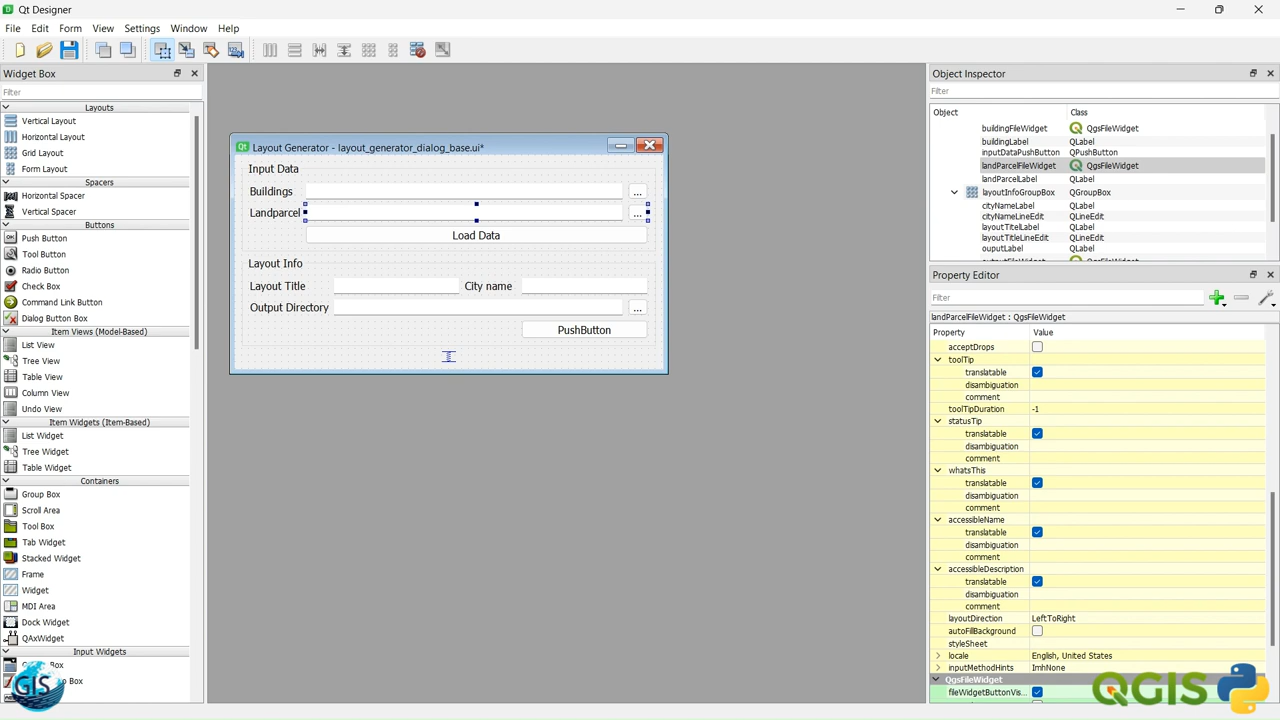 Qt Designer
File Edit Form View Settings Window Help
Widget Box
Filter
Layouts
Vertical Layout
Horizontal Layout
Grid Layout
Form Layout
Spacers
Horizontal Spacer
Vertical Spacer
Buttons
Push Button
Tool Button
Radio Button
Check Box
Command Link Button
Dialog Button Box
Item Views (Model-Based)
List View
Tree View
Table View
Column View
Undo View
Item Widgets (Item-Based)
List Widget
Tree Widget
Table Widget
Containers
Group Box
Scroll Area
Tool Box
Tab Widget
Stacked Widget
Frame
Widget
MDI Area
Dock Widget
QAxWidget
Input Widgets
Box
Box
GIS
Qt Layout Generator - layout_generator_dialog_base.ui*
Input Data
Buildings ...
Landparcel ...
Load Data
Layout Info
Layout Title City name
Output Directory ...
PushButton
Object Inspector
Filter
Object Class
buildingFileWidget QgsFileWidget
buildingLabel QLabel
inputDataPushButton QPushButton
landParcelFileWidget QgsFileWidget
landParcelLabel QLabel
layoutInfoGroupBox QGroupBox
cityNameLabel QLabel
cityNameLineEdit QLineEdit
layoutTitelLabel QLabel
layoutTitleLineEdit QLineEdit
ouputLabel QLabel
Property Editor
Filter
landParcelFileWidget : QgsFileWidget
Property Value
acceptDrops
toolTip
translatable
disambiguation
comment
toolTipDuration -1
statusTip
translatable
disambiguation
comment
whatsThis
translatable
disambiguation
comment
accessibleName
translatable
disambiguation
comment
accessibleDescription
translatable
disambiguation
comment
layoutDirection LeftToRight
autoFillBackground
styleSheet
locale English, United States
inputMethodHints ImhNone
QgsFileWidget
fileWidgetButtonVis...
QGIS